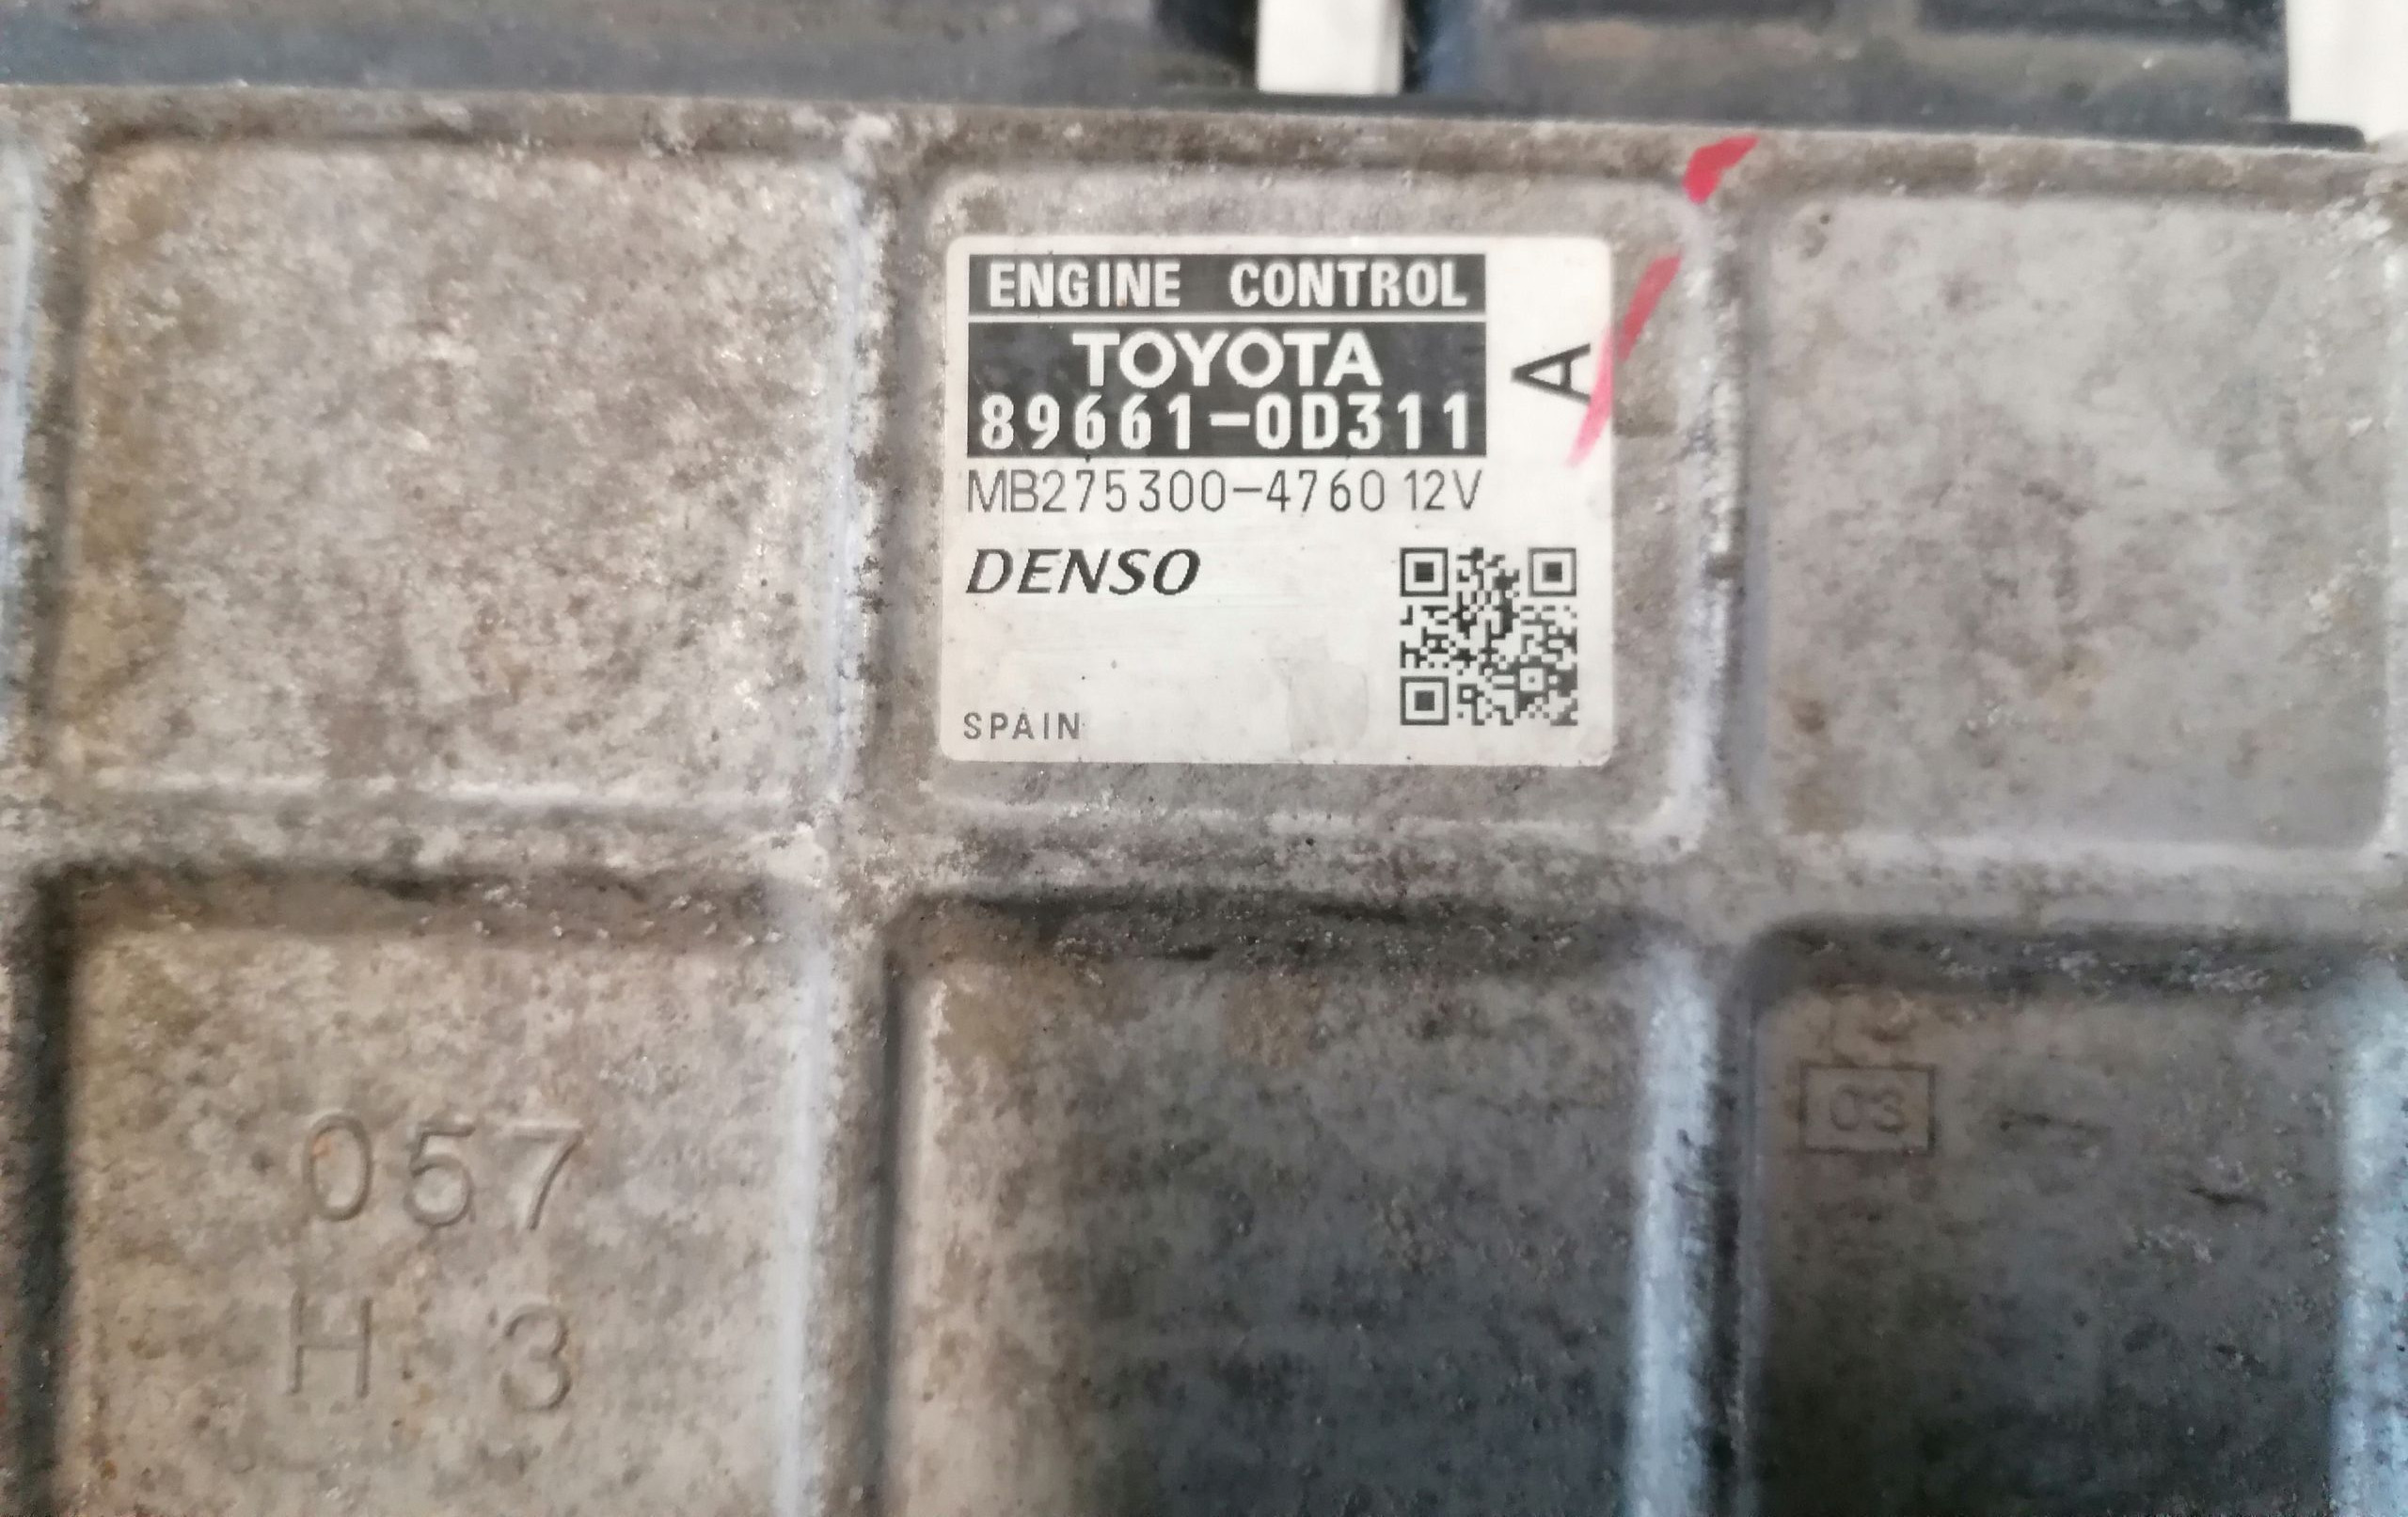 ENGINE CONTROL
TOYOTA
89661-0D311
A
MB275300-4760 12V
DENSO
SPAIN
057
H 3
03